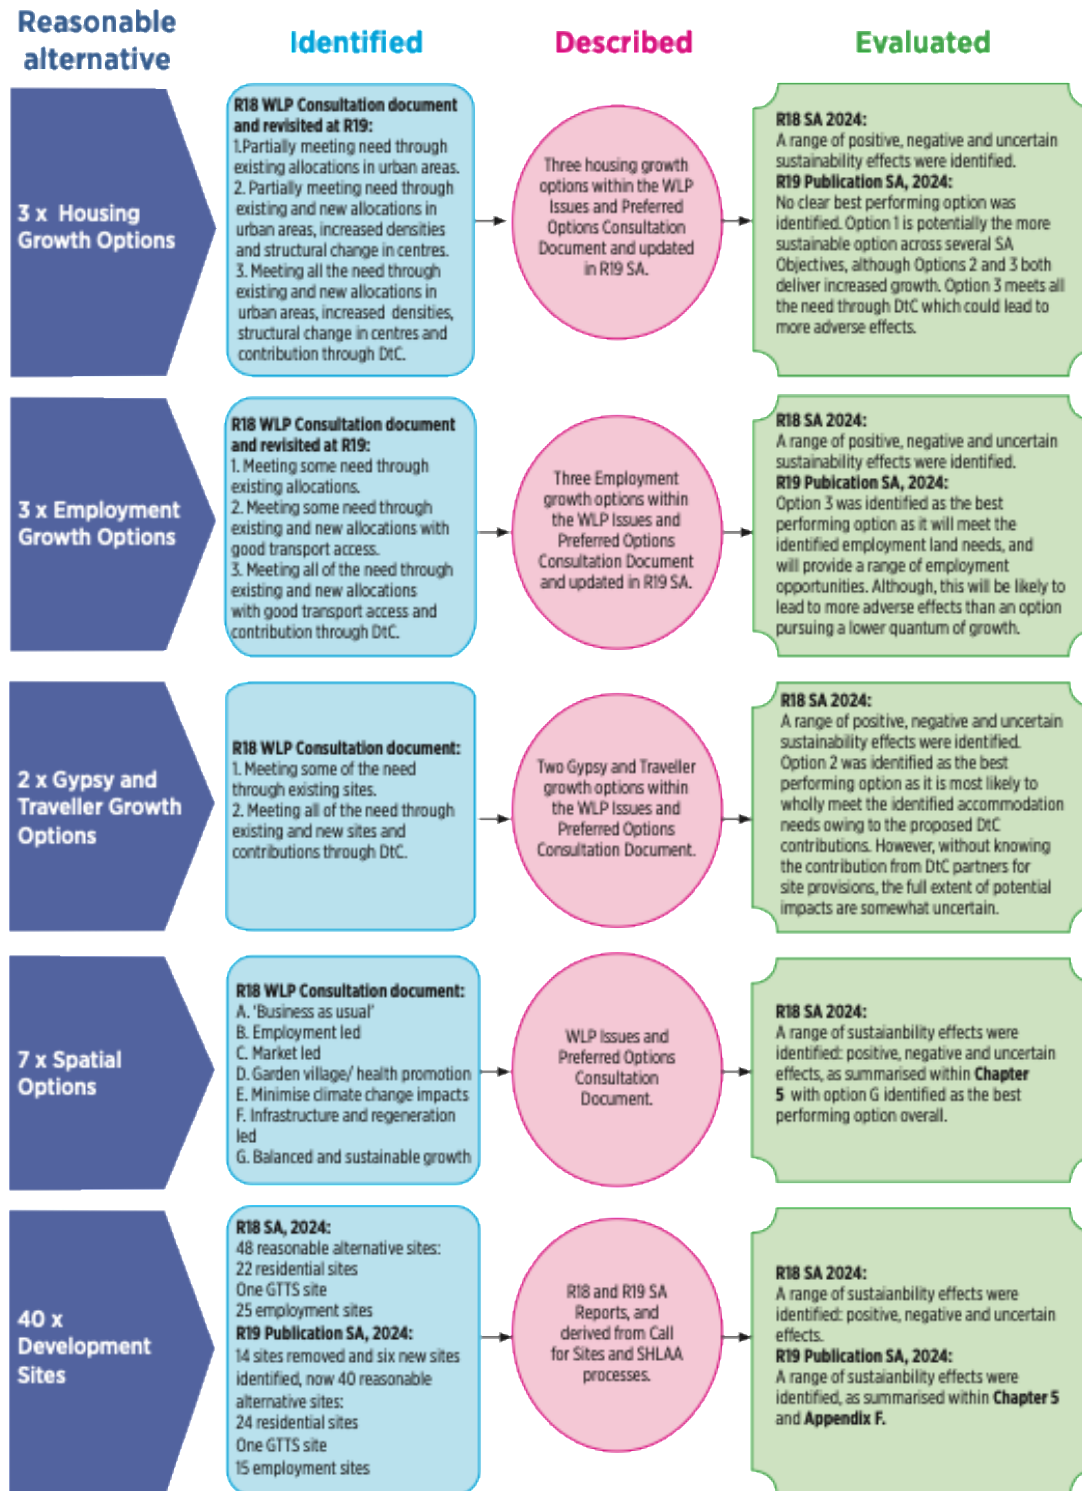 Reasonable
alternative
Identified
Described
Evaluated
3 x Housing
Growth Options
R18 WLP Consultation document
and revisited at R19:
1.Partially meeting need through
existing allocations in urban areas.
2. Partially meeting need through
existing and new allocations in
urban areas, increased densities
and structural change in centres.
3. Meeting all the need through
existing and new allocations in
urban areas, increased densities,
structural change in centres and
contribution through DtC.
Three housing growth
options within the WLP
Issues and Preferred
Options Consultation
Document and updated
in R19 SA.
R18 SA 2024:
A range of positive, negative and uncertain
sustainability effects were identified.
R19 Publication SA, 2024:
No clear best performing option was
identified. Option 1 is potentially the more
sustainable option across several SA
Objectives, although Options 2 and 3 both
deliver increased growth. Option 3 meets all
the need through DtC which could lead to
more adverse effects.
3 x Employment
Growth Options
R18 WLP Consultation document
and revisited at R19:
1. Meeting some need through
existing allocations.
2. Meeting some need through
existing and new allocations with
good transport access.
3. Meeting all of the need through
existing and new allocations
with good transport access and
contribution through DtC.
Three Employment
growth options within
the WLP Issues and
Preferred Options
Consultation Document
and updated in R19 SA.
R18 SA 2024:
A range of positive, negative and uncertain
sustainability effects were identified.
R19 Publication SA, 2024:
Option 3 was identified as the best
performing option as it will meet the
identified employment land needs, and
will provide a range of employment
opportunities. Although, this will be likely to
lead to more adverse effects than an option
pursuing a lower quantum of growth.
2 x Gypsy and
Traveller Growth
Options
R18 WLP Consultation document:
1. Meeting some of the need
through existing sites.
2. Meeting all of the need through
existing and new sites and
contributions through DtC.
Two Gypsy and Traveller
growth options within
the WLP Issues and
Preferred Options
Consultation Document.
R18 SA 2024:
A range of positive, negative and uncertain
sustainability effects were identified.
Option 2 was identified as the best
performing option as it is most likely to
wholly meet the identified accommodation
needs owing to the proposed DtC
contributions. However, without knowing
the contribution from DtC partners for
site provisions, the full extent of potential
impacts are somewhat uncertain.
7 x Spatial
Options
R18 WLP Consultation document:
A. 'Business as usual'
B. Employment led
C. Market led
D. Garden village/ health promotion
E. Minimise climate change impacts
F. Infrastructure and regeneration
led
G. Balanced and sustainable growth
WLP Issues and
Preferred Options
Consultation
Document.
R18 SA 2024:
A range of sustaianbility effects were
identified: positive, negative and uncertain
effects, as summarised within Chapter
5 with option G identified as the best
performing option overall.
40 x
Development
Sites
R18 SA, 2024:
48 reasonable alternative sites:
22 residential sites
One GTTS site
25 employment sites
R19 Publication SA, 2024:
14 sites removed and six new sites
identified, now 40 reasonable
alternative sites:
24 residential sites
One GTTS site
15 employment sites
R18 and R19 SA
Reports, and
derived from Call
for Sites and SHLAA
processes.
R18 SA 2024:
A range of sustaianbility effects were
identified: positive, negative and uncertain
effects.
R19 Publication SA, 2024:
A range of sustaianbility effects were
identified, as summarised within Chapter 5
and Appendix F.